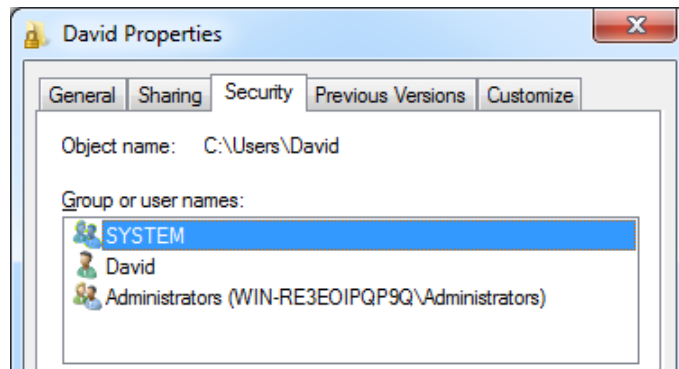 David Properties
General Sharing Security Previous Versions Customize
Object name: C:\Users\David
Group or user names:
SYSTEM
David
Administrators (WIN-RE3EOIPQP9Q\Administrators)